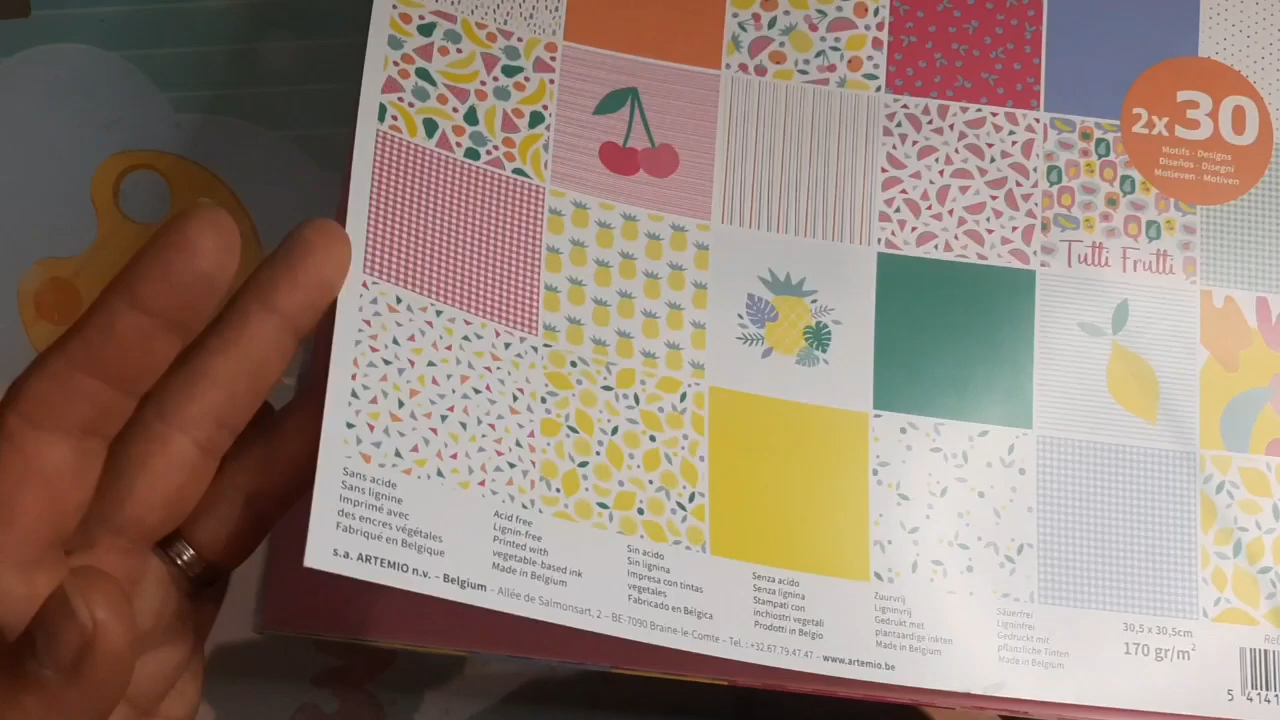 2x30
Motifs - Designs
Diseños - Disegni
Motieven - Motiven
Tutti Frutti
Sans acide
Sans lignine
Imprimé avec
des encres végétales
Fabriqué en Belgique
Acid free
Lignin-free
Printed with
vegetable-based ink
Made in Belgium
Sin acido
Sin lignina
Impresa con tintas
vegetales
Fabricado en Bélgica
Senza acido
Senza lignina
Stampati con
inchiostri vegetali
Prodotti in Belgio
Zuurvrij
Ligninvrij
Gedrukt met
plantaardige inkten
Made in Belgium
Säuerfrei
Ligninfrei
Gedruckt mit
pflanzliche Tinten
Made in Belgium
30,5 x 30,5cm
170 gr/m²
s.a. ARTEMIO n.v. – Belgium – Allée de Salmonsart, 2 – BE-7090 Braine-le-Comte – Tel. : +32.67.79.47.47 – www.artemio.be
5 4141